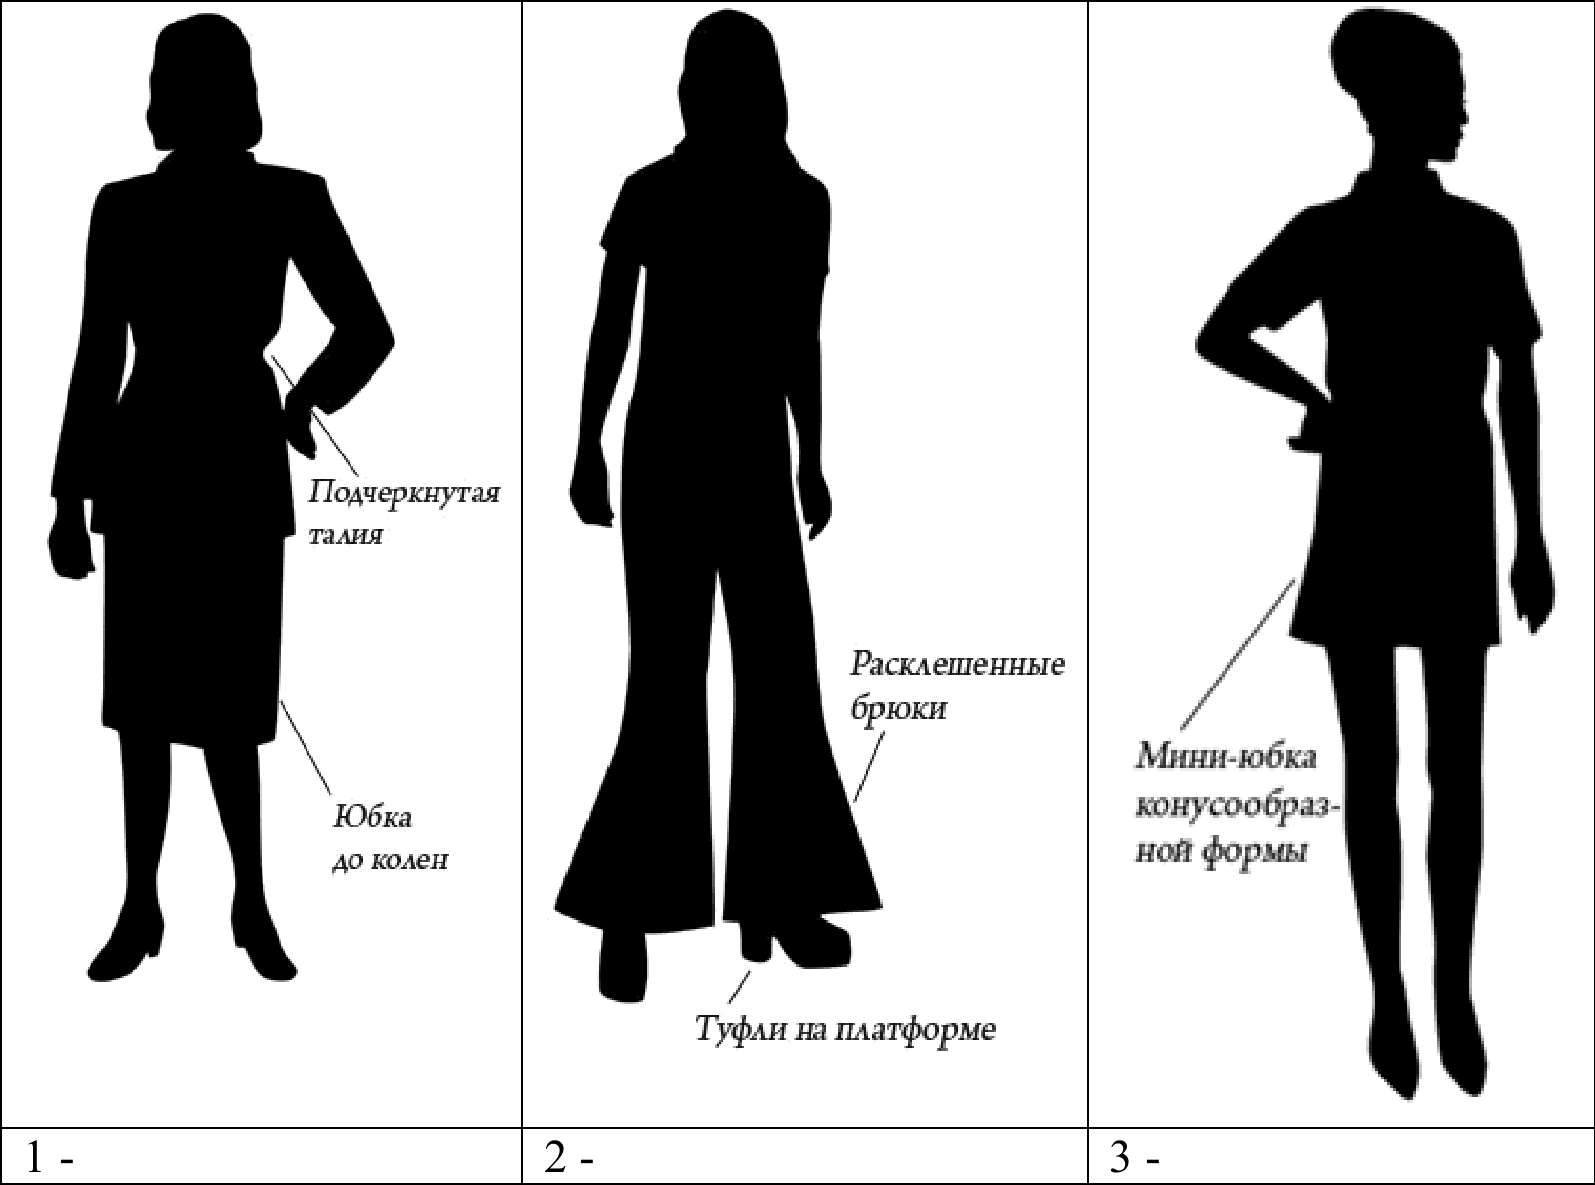 Подчеркнутая
талия
Юбка
до колен
Расклешенные
брюки
Туфли на платформе
Мини-юбка
конусообраз-
ной формы
1 -
2 -
3 -